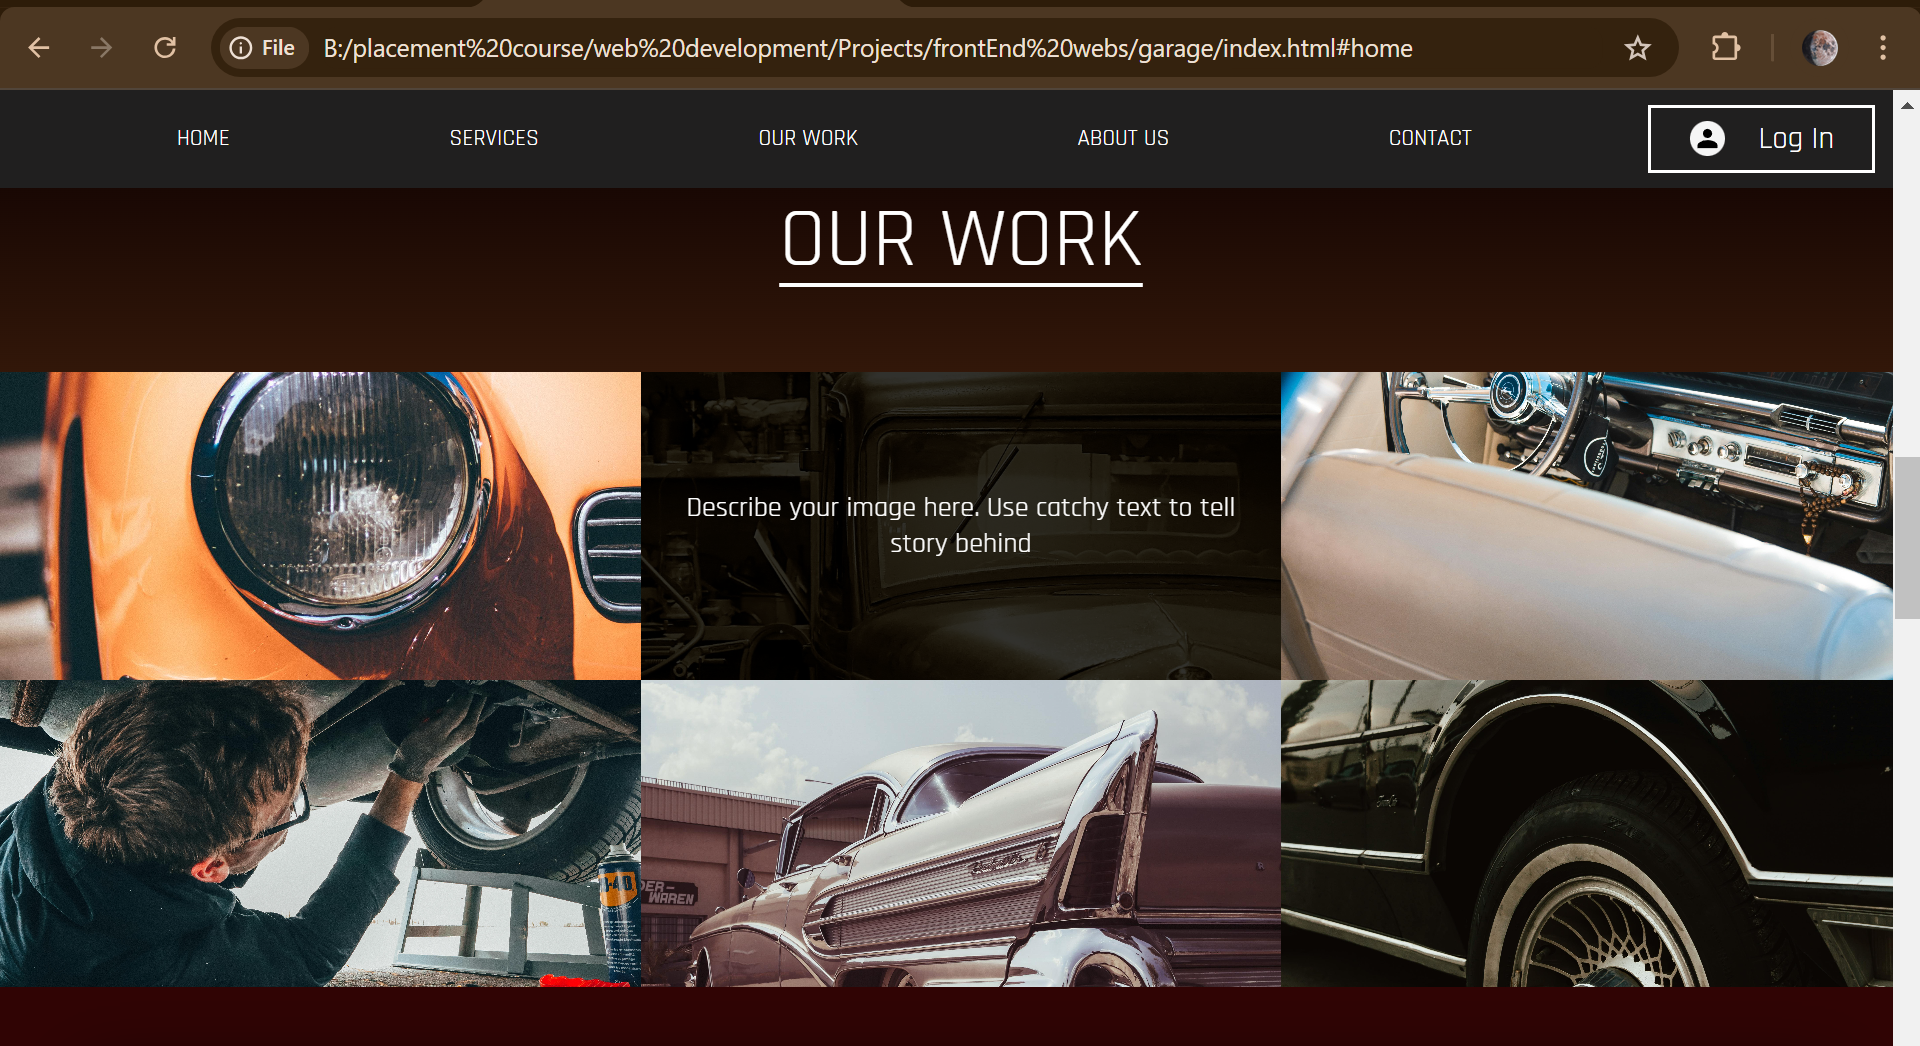 File B:/placement%20course/web%20development/Projects/frontEnd%20webs/garage/index.html#home
HOME SERVICES OUR WORK ABOUT US CONTACT Log In
OUR WORK
Describe your image here. Use catchy text to tell
story behind
DER-
WAREN